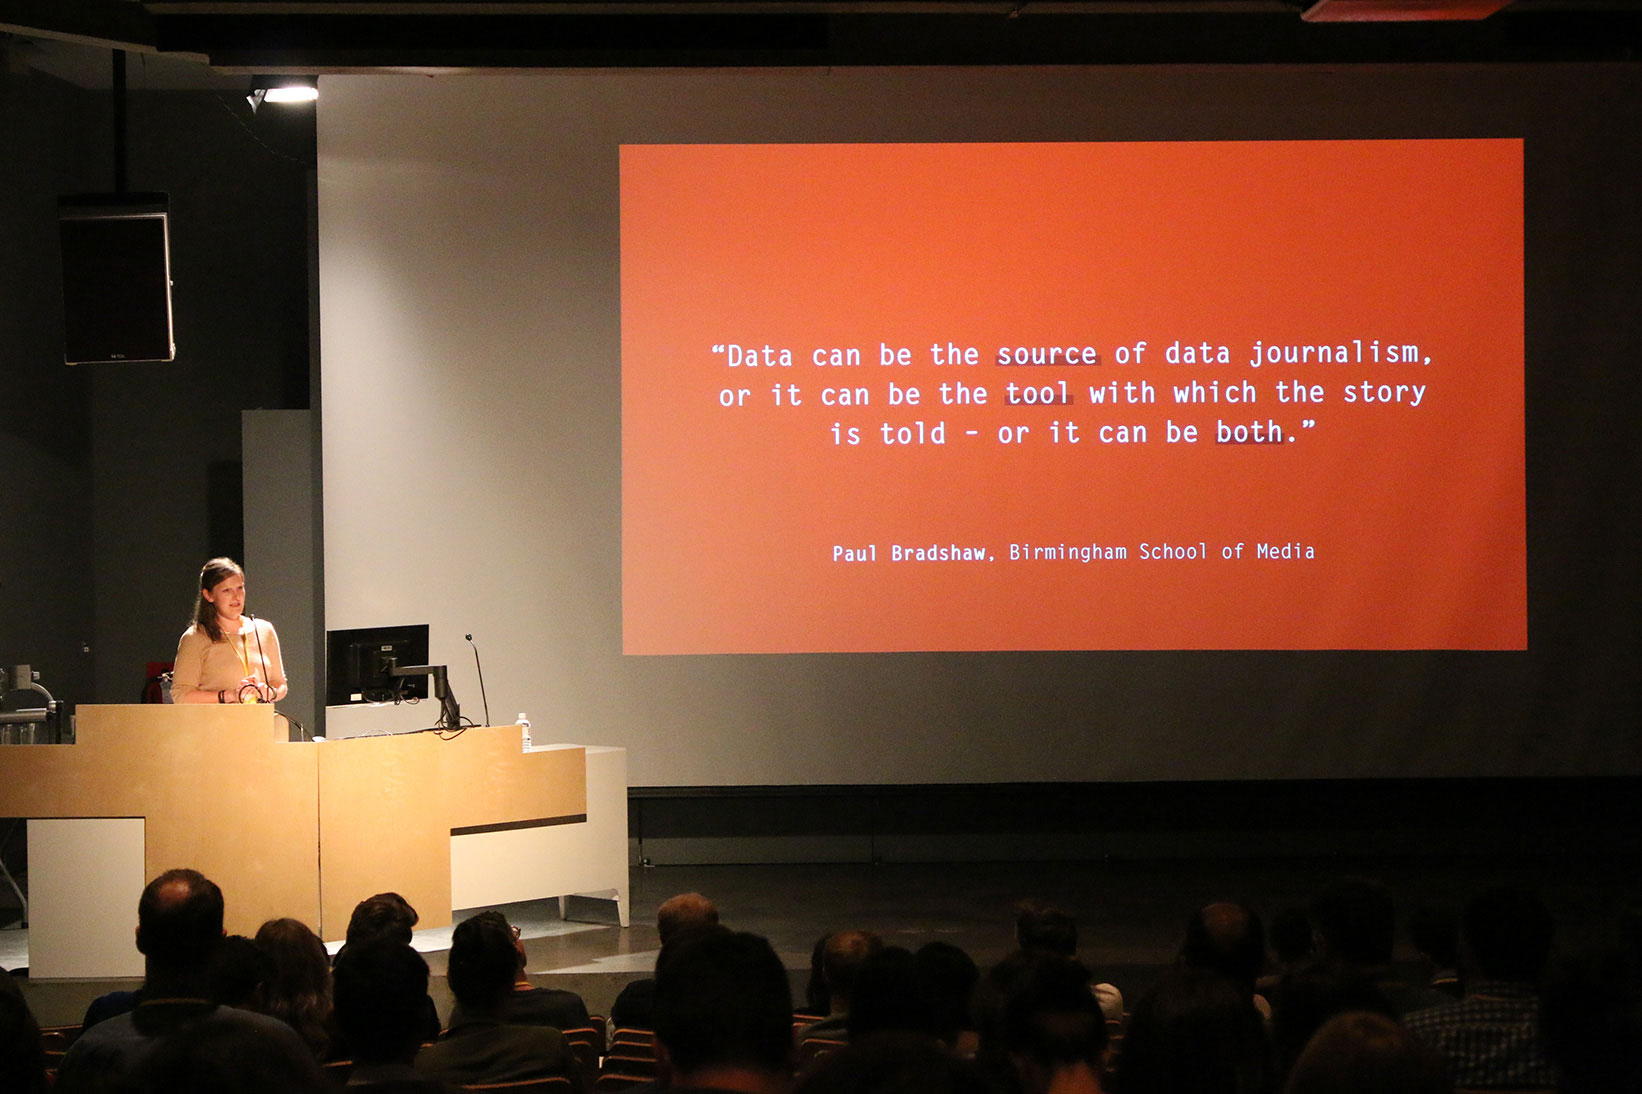 “Data can be the source of data journalism,
or it can be the tool with which the story
is told - or it can be both.”
Paul Bradshaw, Birmingham School of Media